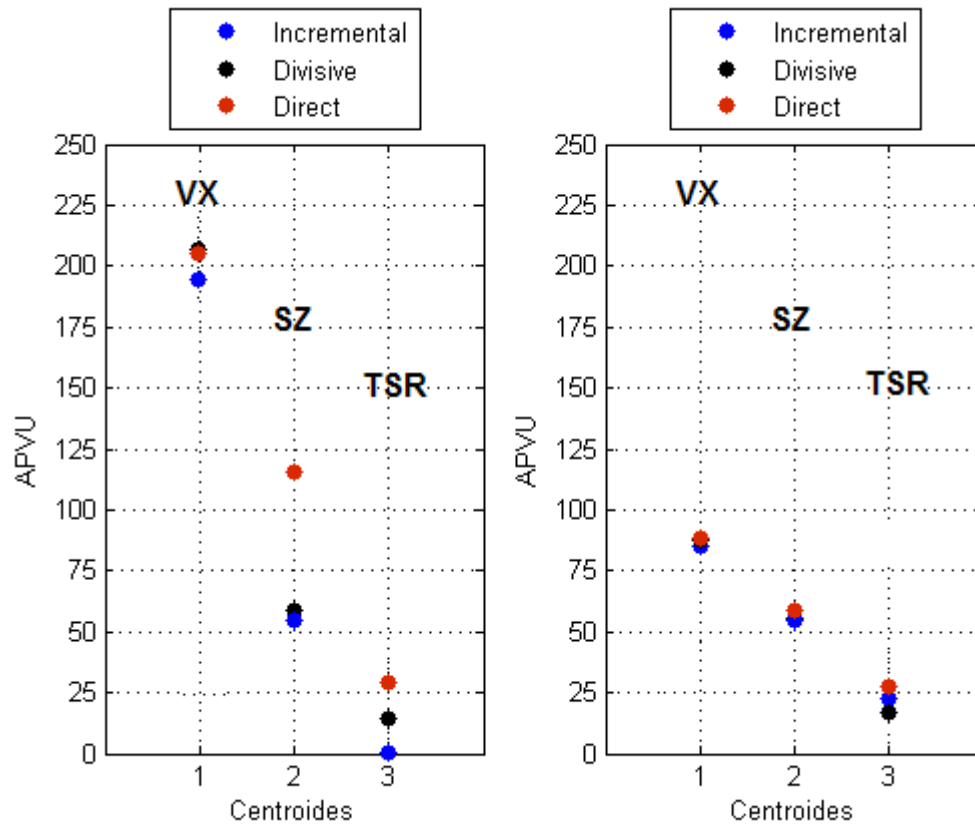 Incremental
Divisive
Direct
250
225
200
175
150
125
100
75
50
25
0
APVU
VX
SZ
TSR
1 2 3
Centroides
Incremental
Divisive
Direct
250
225
200
175
150
125
100
75
50
25
0
APVU
VX
SZ
TSR
1 2 3
Centroides